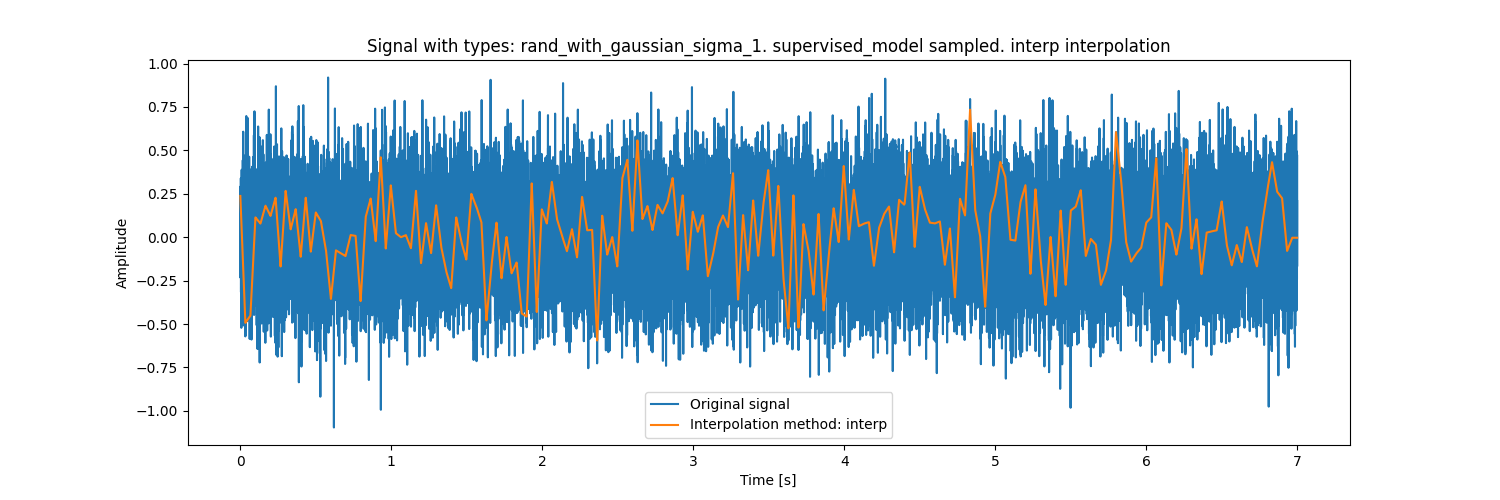 Signal with types: rand_with_gaussian_sigma_1. supervised_model sampled. interp interpolation
1.00
0.75
0.50
0.25
0.00
−0.25
−0.50
−0.75
−1.00
Amplitude
Original signal
Interpolation method: interp
0 1 2 3 4 5 6 7
Time [s]